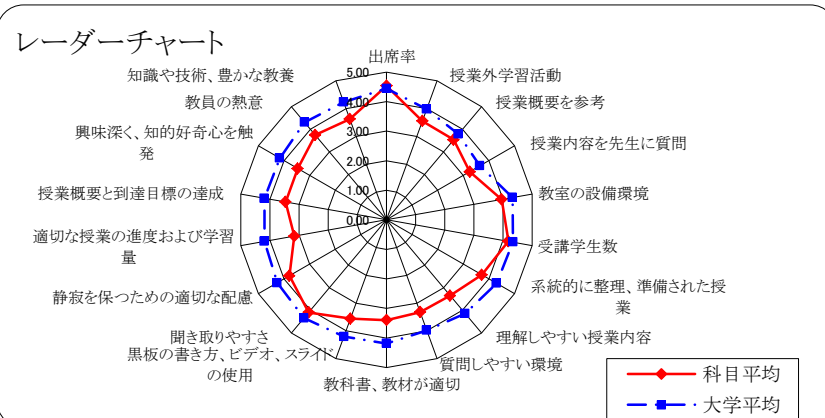 レーダーチャート
出席率
授業外学習活動
授業概要を参考
授業内容を先生に質問
教室の設備環境
受講学生数
系統的に整理、準備された授
業
理解しやすい授業内容
質問しやすい環境
教科書、教材が適切
黒板の書き方、ビデオ、スライド
の使用
聞き取りやすさ
静寂を保つための適切な配慮
適切な授業の進度および学習
量
授業概要と到達目標の達成
興味深く、知的好奇心を触
発
教員の熱意
知識や技術、豊かな教養
5.00
4.00
3.00
2.00
1.00
0.00
科目平均
大学平均